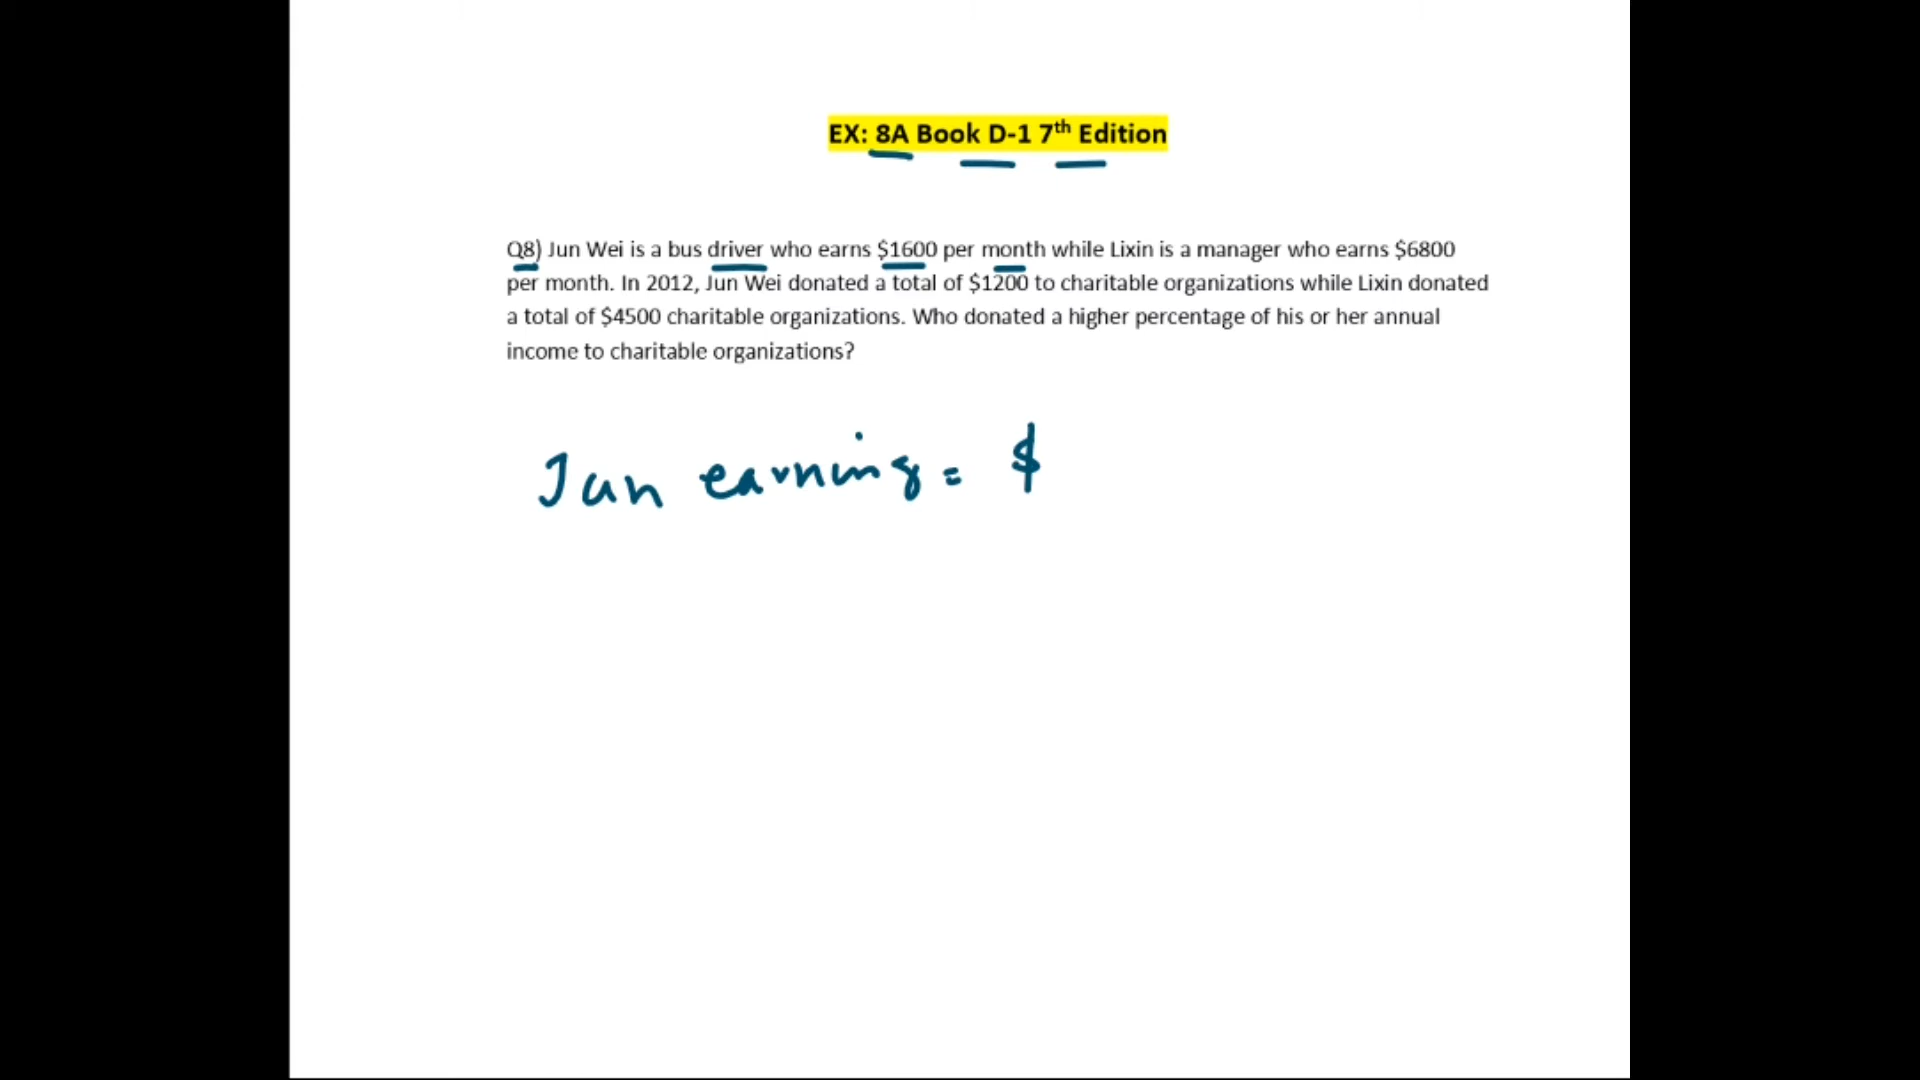 EX: 8A Book D-1 7th Edition
Q8) Jun Wei is a bus driver who earns $1600 per month while Lixin is a manager who earns $6800
per month. In 2012, Jun Wei donated a total of $1200 to charitable organizations while Lixin donated
a total of $4500 charitable organizations. Who donated a higher percentage of his or her annual
income to charitable organizations?
Jun earning = $